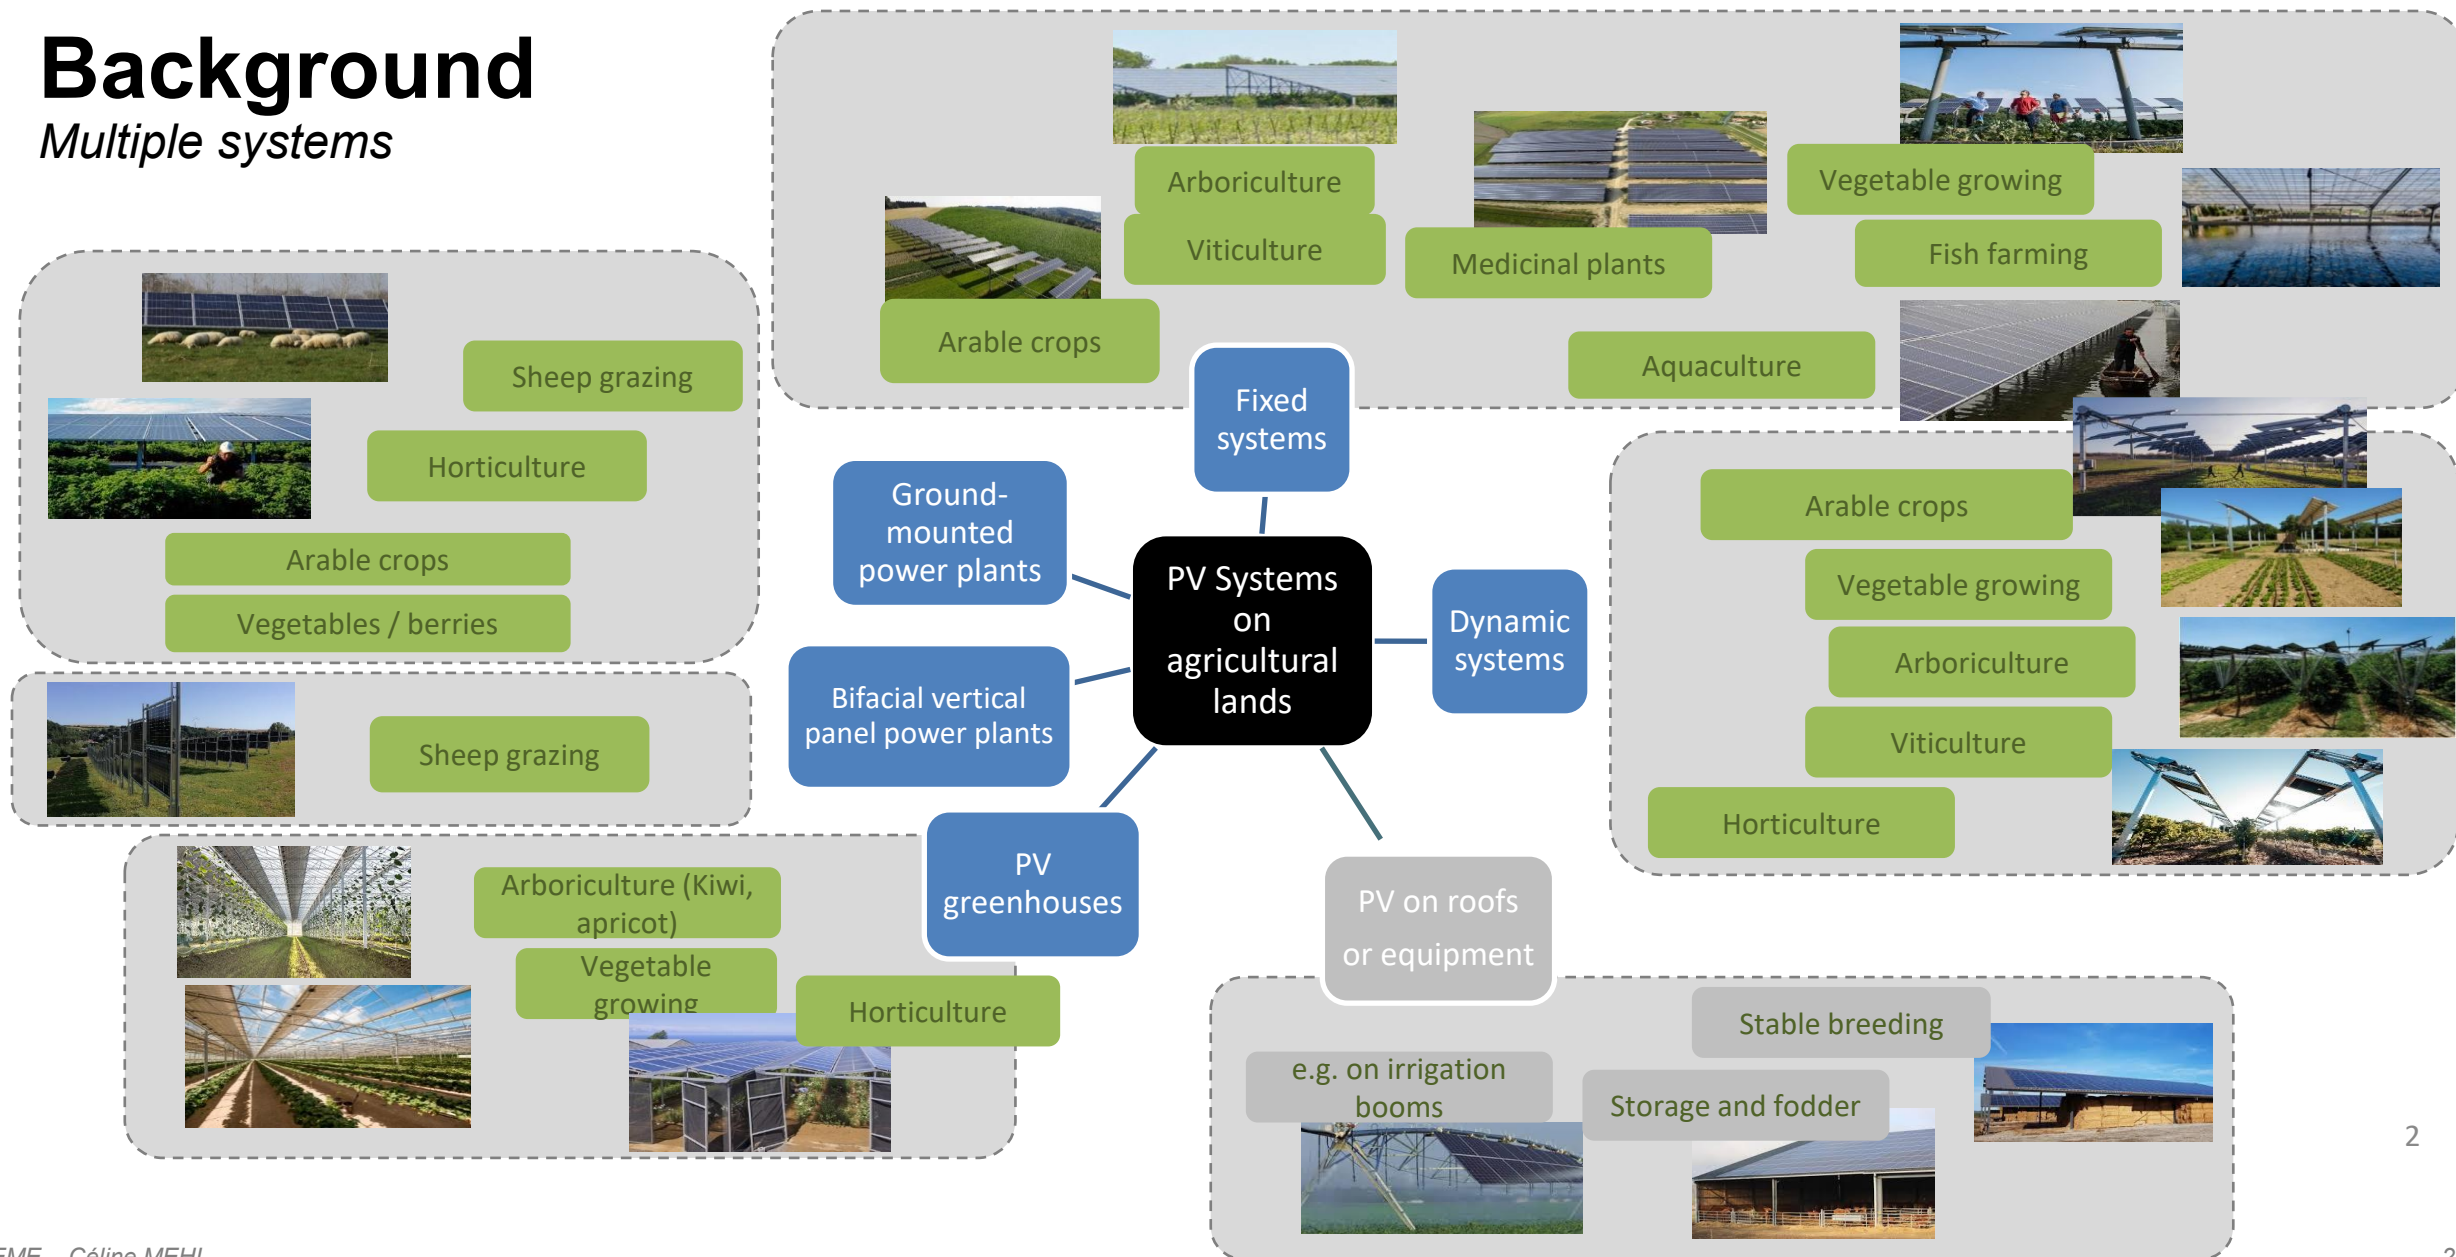 Background
Multiple systems
Arboriculture
Viticulture
Medicinal plants
Vegetable growing
Fish farming
Arable crops
Aquaculture
Fixed
systems
Sheep grazing
Horticulture
Arable crops
Vegetables / berries
Ground-
mounted
power plants
PV Systems
on
agricultural
lands
Dynamic
systems
Arable crops
Vegetable growing
Arboriculture
Viticulture
Horticulture
Bifacial vertical
panel power plants
Sheep grazing
PV
greenhouses
Arboriculture (Kiwi,
apricot)
Vegetable
growing
Horticulture
PV on roofs
or equipment
Stable breeding
e.g. on irrigation
booms
Storage and fodder
2
Céline MEHL